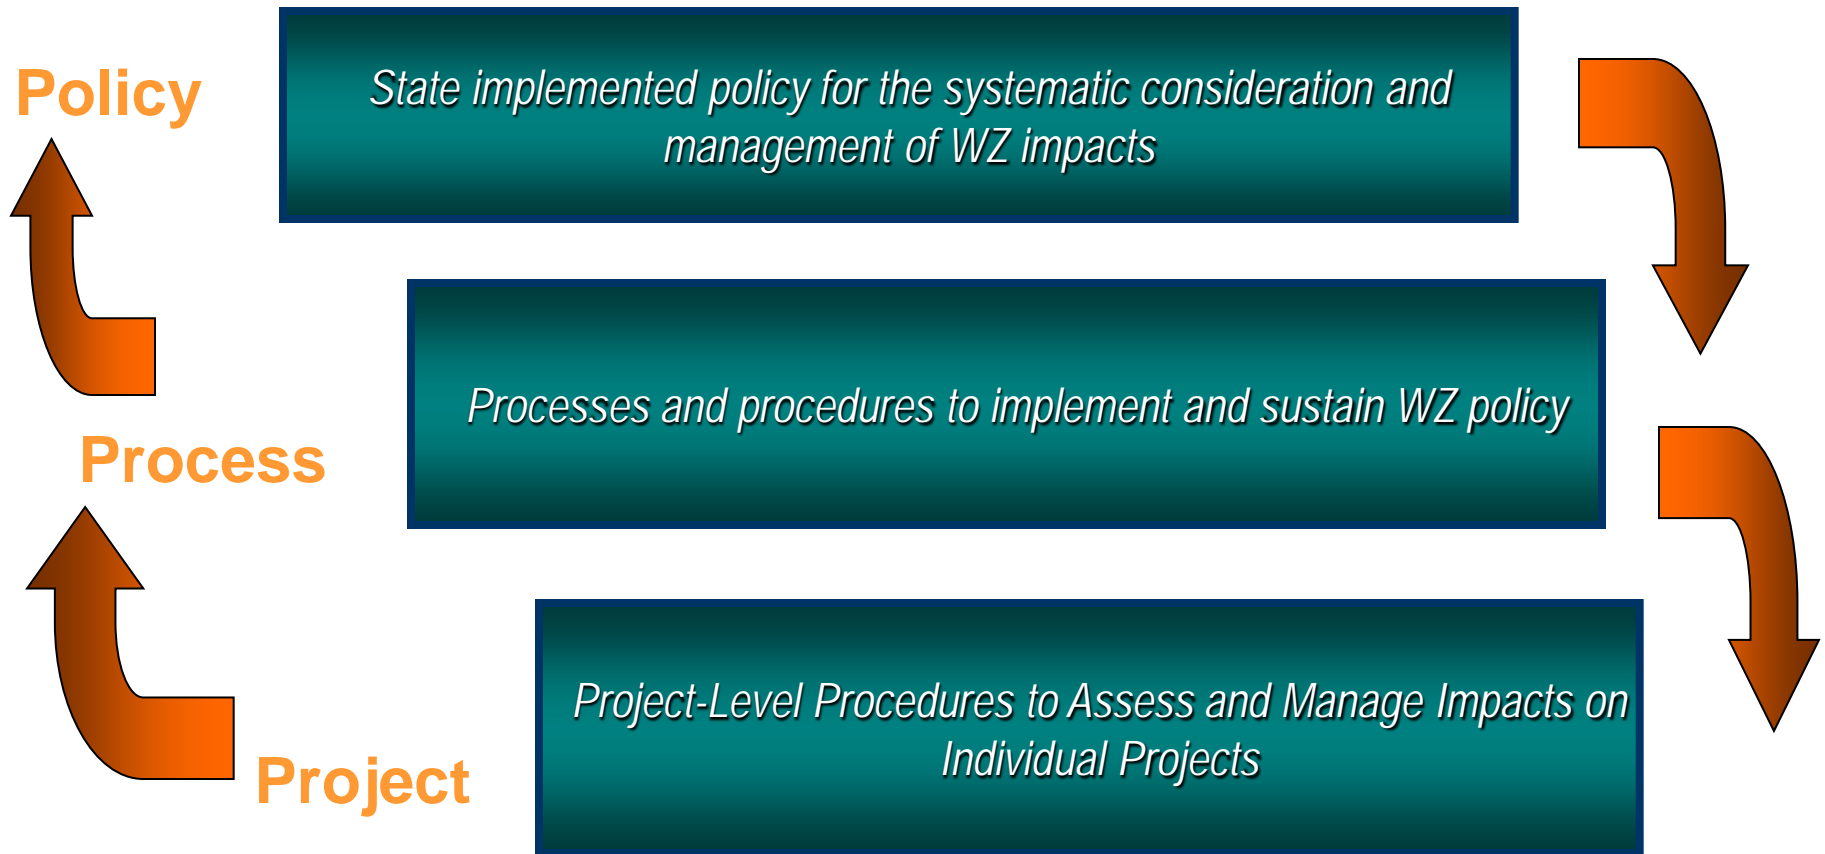 Policy
State implemented policy for the systematic consideration and
management of WZ impacts
Processes and procedures to implement and sustain WZ policy
Process
Project-Level Procedures to Assess and Manage Impacts on
Individual Projects
Project